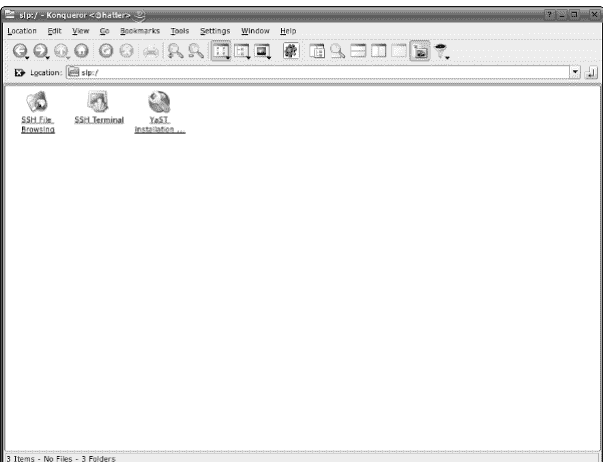 slp:/ - Konqueror <@hatter>
Location Edit View Go Bookmarks Tools Settings Window Help
Location: slp:/
SSH File Browsing
SSH Terminal
YaST Installation ...
3 Items - No Files - 3 Folders